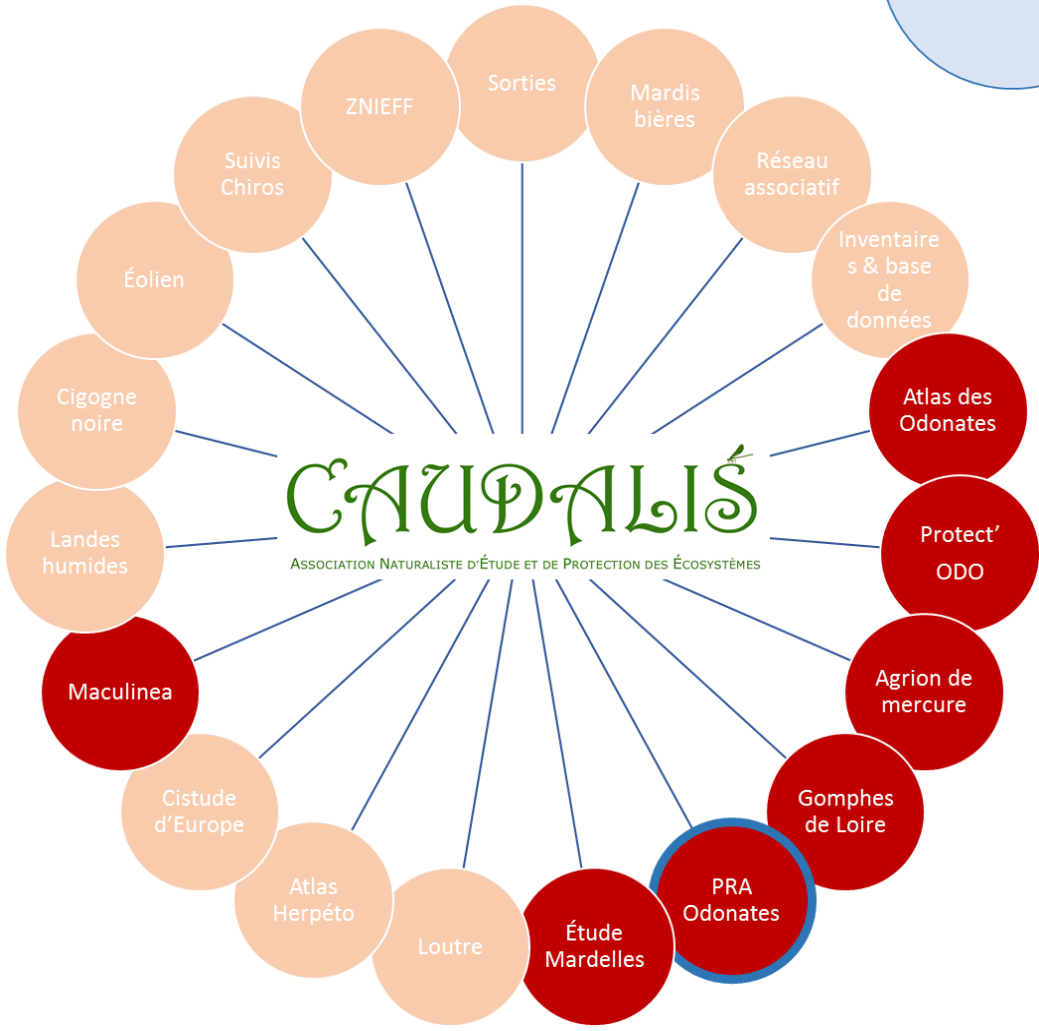 Sorties
Mardis
bières
Réseau
associatif
Inventaire
s & base
de
données
Atlas des
Odonates
Protect'
ODO
Agrion de
mercure
Gomphes
de Loire
PRA
Odonates
Étude
Mardelles
Loutre
Atlas
Herpéto
Cistude
d'Europe
Maculinea
Landes
humides
Cigogne
noire
Éolien
Suivis
Chiros
ZNIEFF
CAUDALIS
ASSOCIATION NATURALISTE D'ÉTUDE ET DE PROTECTION DES ÉCOSYSTÈMES